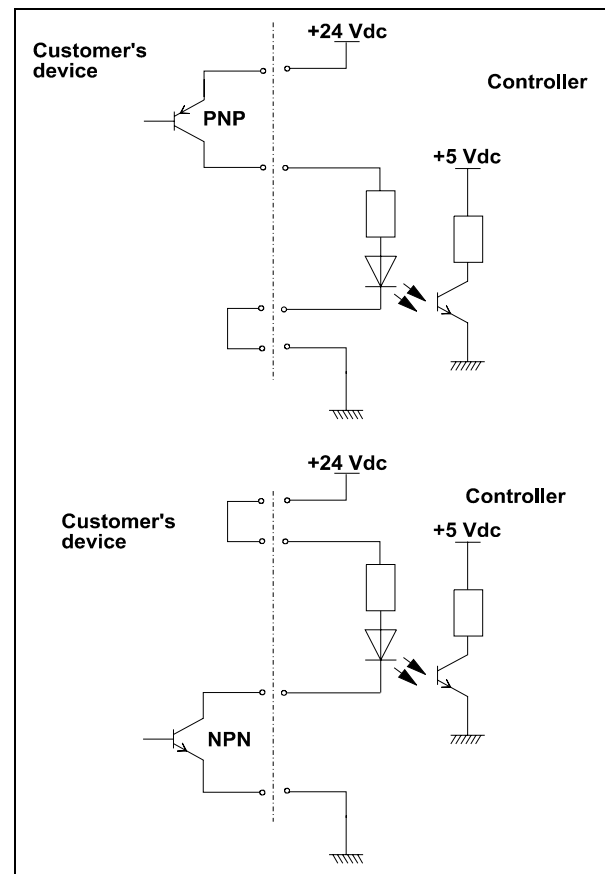 +24 Vdc
Customer's
device
Controller
PNP
+5 Vdc
+24 Vdc
Controller
Customer's
device
+5 Vdc
NPN